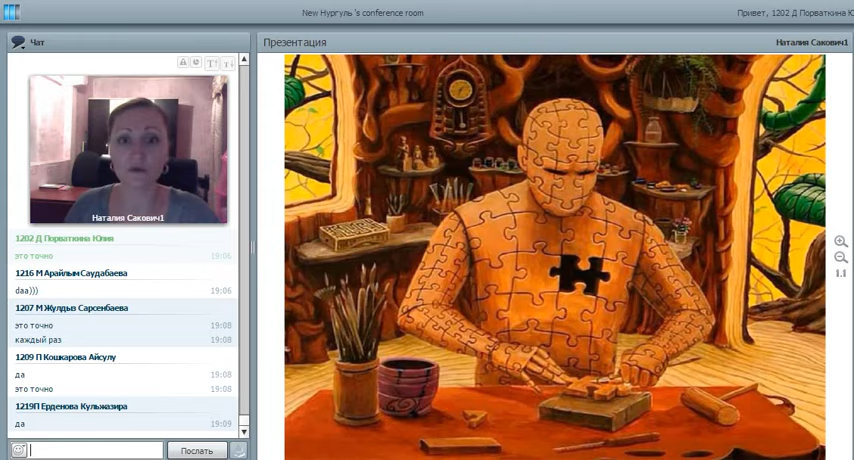 New Нургуль 's conference room
Привет, 1202 Д Порваткина Ю
Чат
Презентация
Наталия Сакович1
Наталия Сакович1
1202 Д Порваткина Юлия
это точно 19:06
1216 М Арайлым Саудабаева
daa))) 19:06
1207 М Жулдыз Сарсенбаева
это точно 19:08
каждый раз 19:08
1209 П Кошкарова Айсулу
да 19:08
это точно 19:08
1219П Ерденова Кульжазира
да 19:09
Послать
1:1